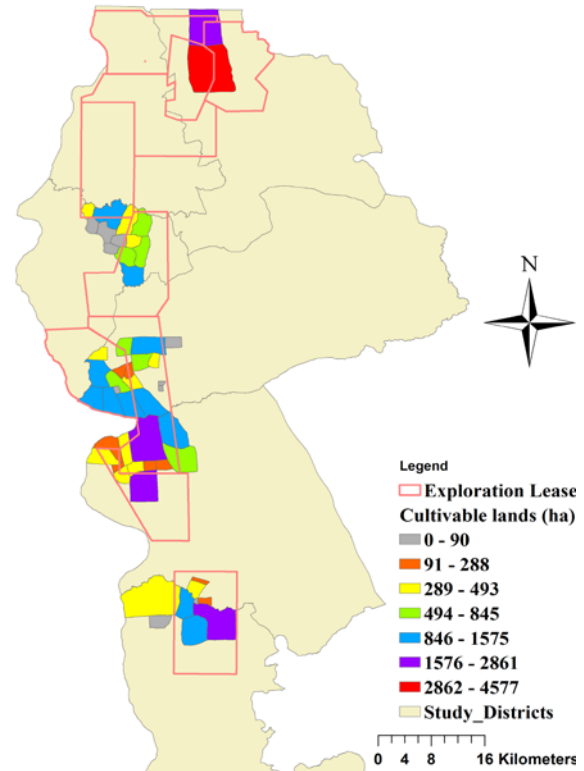 N
Legend
Exploration Lease
Cultivable lands (ha)
0 - 90
91 - 288
289 - 493
494 - 845
846 - 1575
1576 - 2861
2862 - 4577
Study_Districts
0 4 8 16 Kilometers